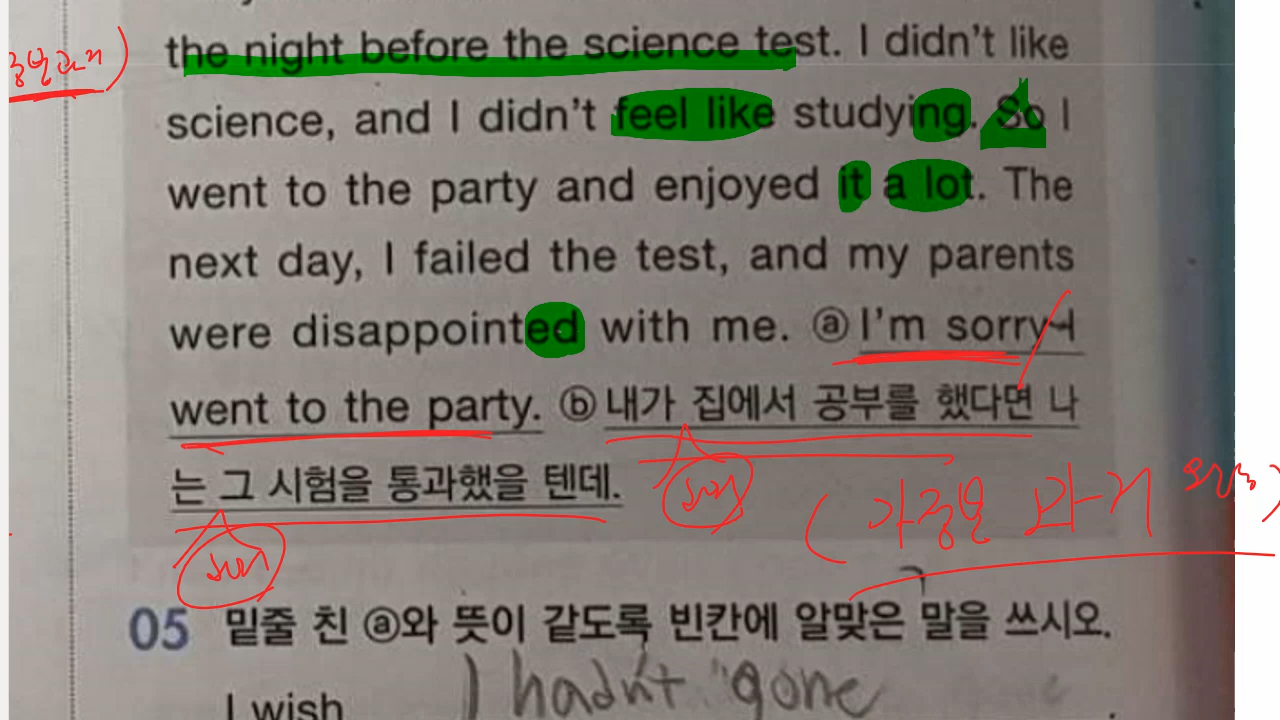 the night before the science test. I didn't like
science, and I didn't feel like studying. So I
went to the party and enjoyed it a lot. The
next day, I failed the test, and my parents
were disappointed with me. ⓐ I'm sorry I
went to the party. ⓑ 내가 집에서 공부를 했다면 나
는 그 시험을 통과했을 텐데.
(가정법 과거
05 밑줄 친 ⓐ와 뜻이 같도록 빈칸에 알맞은 말을 쓰시오.
I wish I hadn't gone